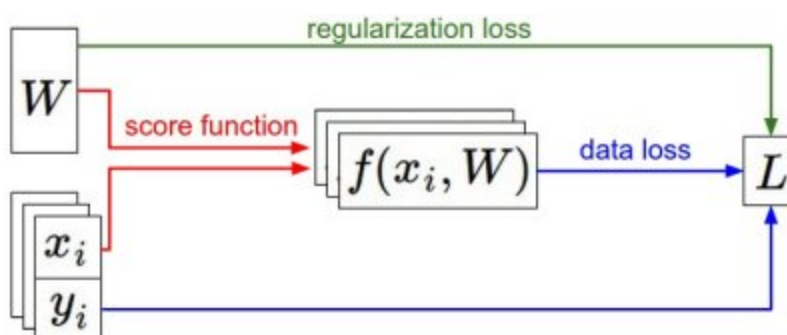 regularization loss
W
score function
f(x_i, W)
data loss
L
x_i
y_i